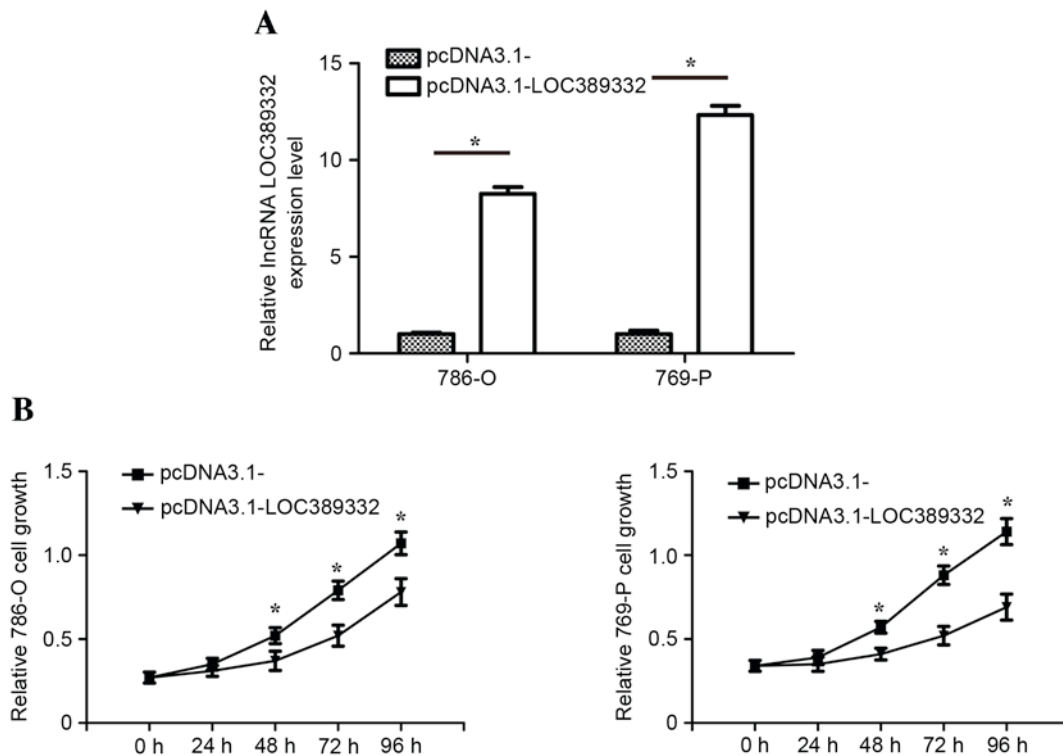 A
pcDNA3.1-
pcDNA3.1-LOC389332
Relative lncRNA LOC389332
expression level
15
10
5
0
*
*
786-O
769-P
B
pcDNA3.1-
pcDNA3.1-LOC389332
Relative 786-O cell growth
1.5
1.0
0.5
0
*
*
*
0 h 24 h 48 h 72 h 96 h
pcDNA3.1-
pcDNA3.1-LOC389332
Relative 769-P cell growth
1.5
1.0
0.5
0
*
*
*
0 h 24 h 48 h 72 h 96 h